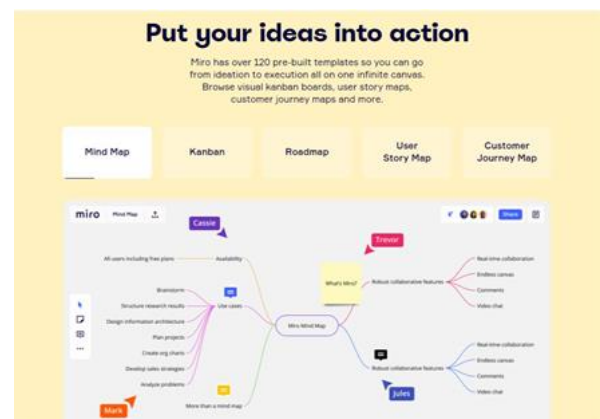 Put your ideas into action
Miro has over 120 pre-built templates so you can go
from ideation to execution all on one infinite canvas.
Browse visual kanban boards, user story maps,
customer journey maps and more.
Mind Map
Kanban
Roadmap
User
Story Map
Customer
Journey Map
miro
Mind Map
Share
Cassie
Trevor
All users including free plans
Availability
What's Miro?
Robust collaborative features
Real-time collaboration
Endless canvas
Comments
Video chat
Brainstorm
Structure research results
Use cases
Design information architecture
Plan projects
Create org charts
Develop sales strategies
Analyze problems
Miro Mind Map
Robust collaborative features
Real-time collaboration
Endless canvas
Comments
Video chat
Jules
Mark
More than a mind map